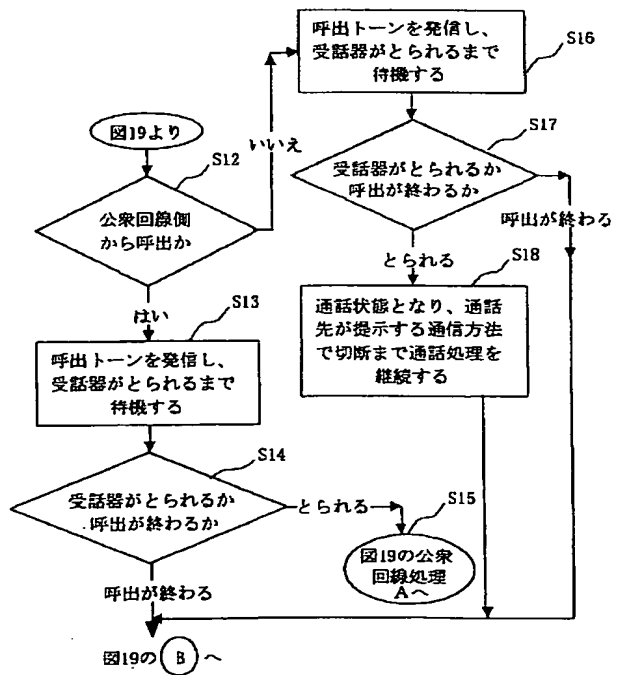 図19より
S12
公衆回線側
から呼出か
いいえ
はい
S13
呼出トーンを発信し、
受話器がとられるまで
待機する
S14
受話器がとられるか
呼出が終わるか
とられる
S15
図19の公衆
回線処理
Aへ
呼出が終わる
図19の B へ
S16
呼出トーンを発信し、
受話器がとられるまで
待機する
S17
受話器がとられるか
呼出が終わるか
呼出が終わる
とられる
S18
通話状態となり、通話
先が提示する通信方法
で切断まで通話処理を
継続する